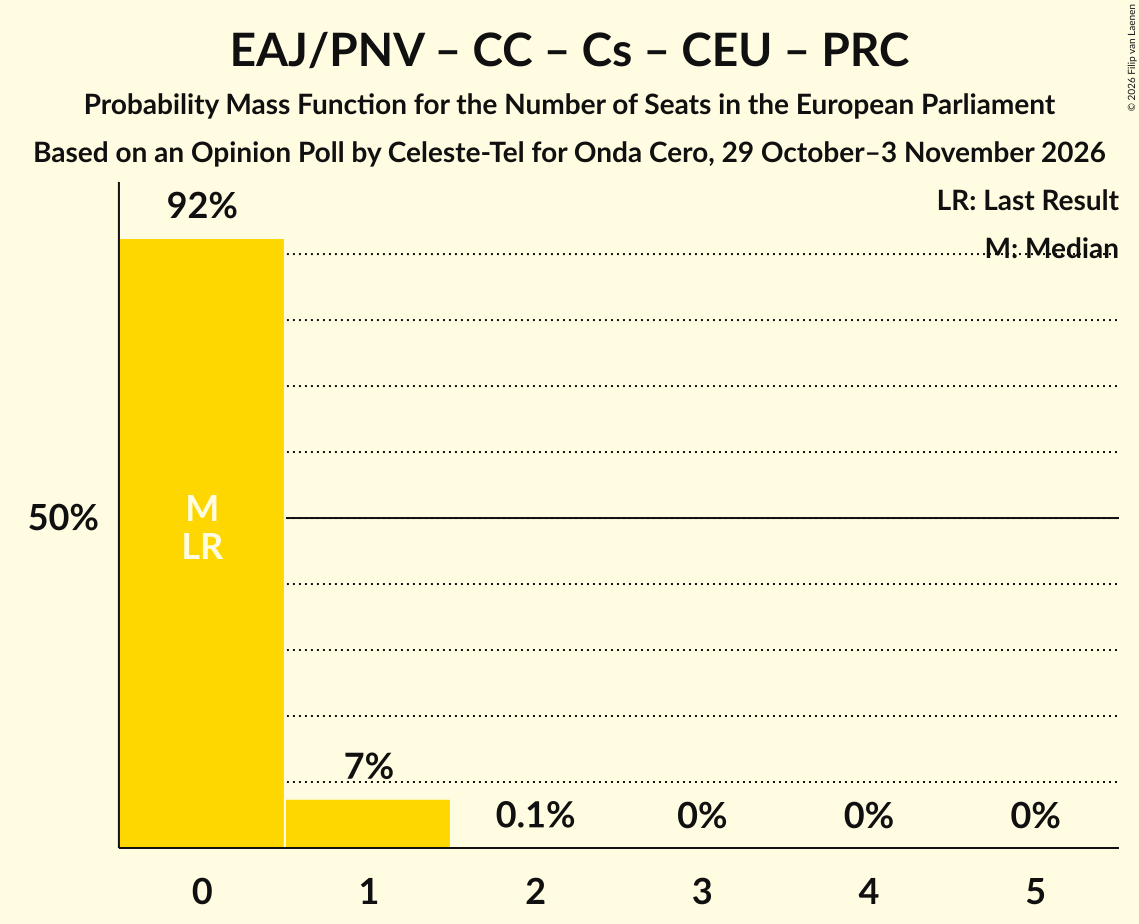 EAJ/PNV – CC – Cs – CEU – PRC
Probability Mass Function for the Number of Seats in the European Parliament
Based on an Opinion Poll by Celeste-Tel for Onda Cero, 29 October–3 November 2026
© 2026 Filip van Laenen
LR: Last Result
M: Median
92%
50%
M
LR
7%
0.1%
0%
0%
0%
0
1
2
3
4
5